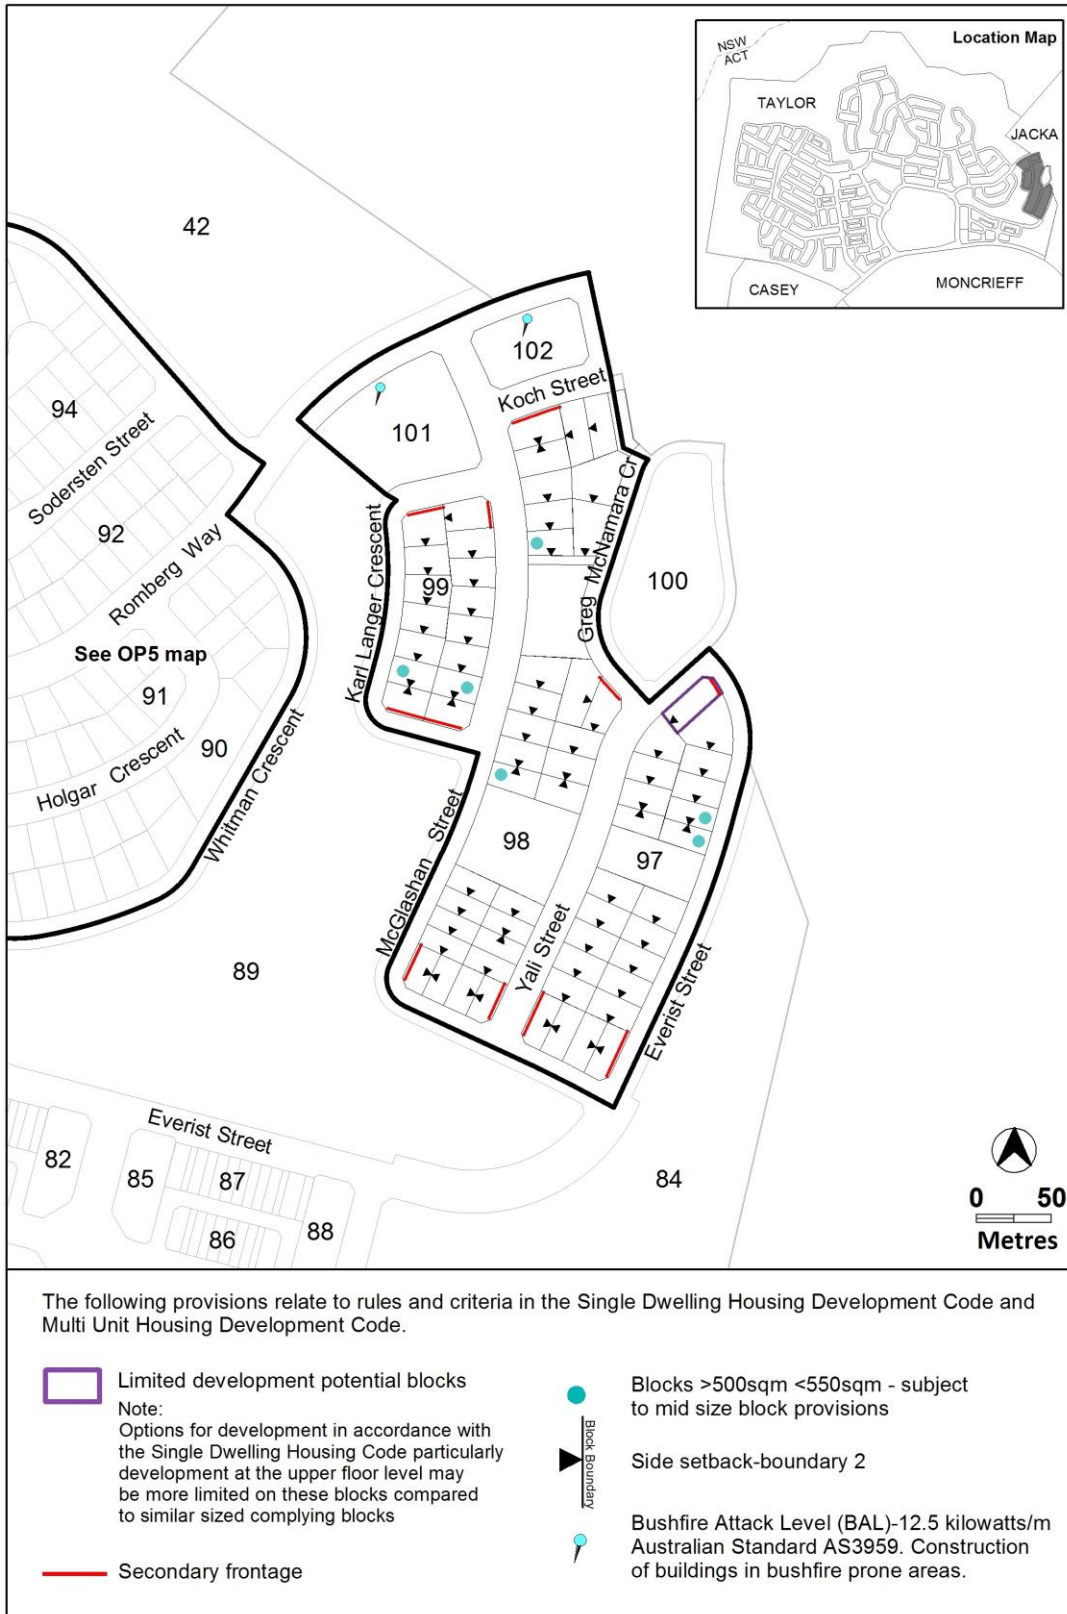 Location Map
NSW
ACT
TAYLOR
JACKA
CASEY
MONCRIEFF
42
102
Koch Street
101
94
Sodersten Street
92
Romberg Way
Karl Langer Crescent
99
Greg McNamara Cr
100
See OP5 map
91
90
Holgar Crescent
Whitman Crescent
McGlashan Street
98
97
Yali Street
Everist Street
89
Everist Street
82
85
87
86
88
84
0 50
Metres
The following provisions relate to rules and criteria in the Single Dwelling Housing Development Code and
Multi Unit Housing Development Code.
Limited development potential blocks
Note:
Options for development in accordance with
the Single Dwelling Housing Code particularly
development at the upper floor level may
be more limited on these blocks compared
to similar sized complying blocks
Secondary frontage
Blocks >500sqm <550sqm - subject
to mid size block provisions
Block Boundary
Side setback-boundary 2
Bushfire Attack Level (BAL)-12.5 kilowatts/m
Australian Standard AS3959. Construction
of buildings in bushfire prone areas.